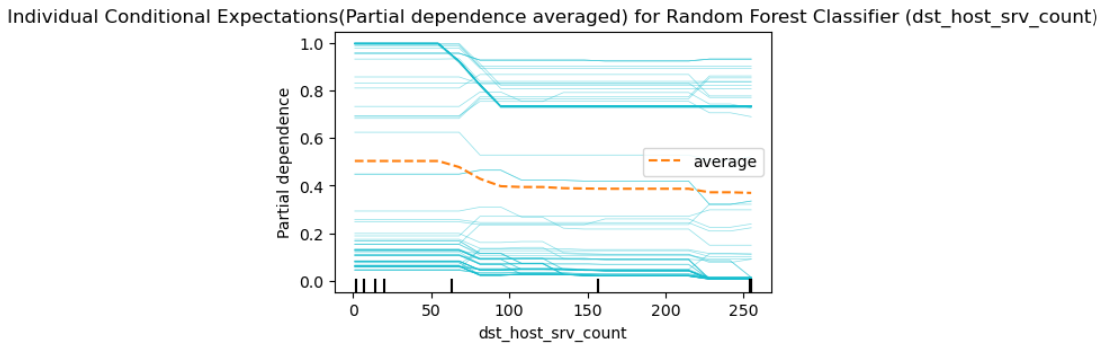 Individual Conditional Expectations(Partial dependence averaged) for Random Forest Classifier (dst_host_srv_count)
1.0
0.8
0.6
0.4
0.2
0.0
Partial dependence
average
0 50 100 150 200 250
dst_host_srv_count